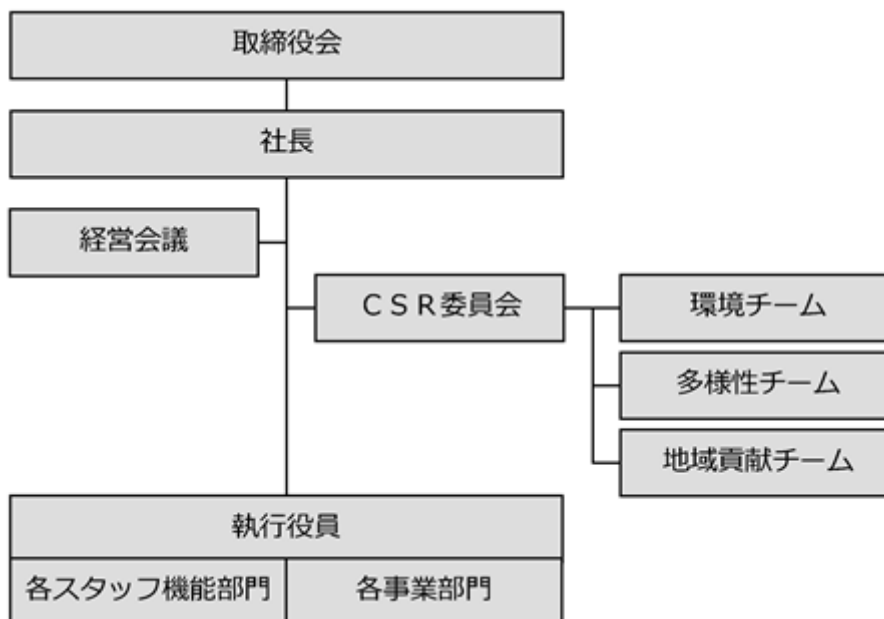 取締役会
社長
経営会議
ＣＳＲ委員会
環境チーム
多様性チーム
地域貢献チーム
執行役員
各スタッフ機能部門
各事業部門